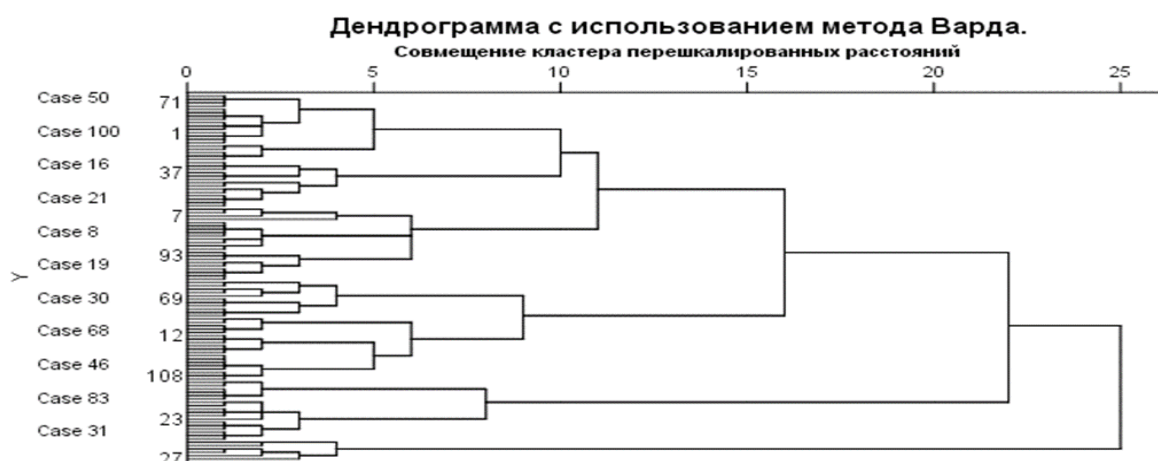 Дендрограмма с использованием метода Варда.
Совмещение кластера перешкалированных расстояний
0 5 10 15 20 25
Case 50 71
Case 100 1
Case 16 37
Case 21
7
Case 8
93
Case 19
Y
Case 30 69
Case 68 12
Case 46
108
Case 83
23
Case 31
27